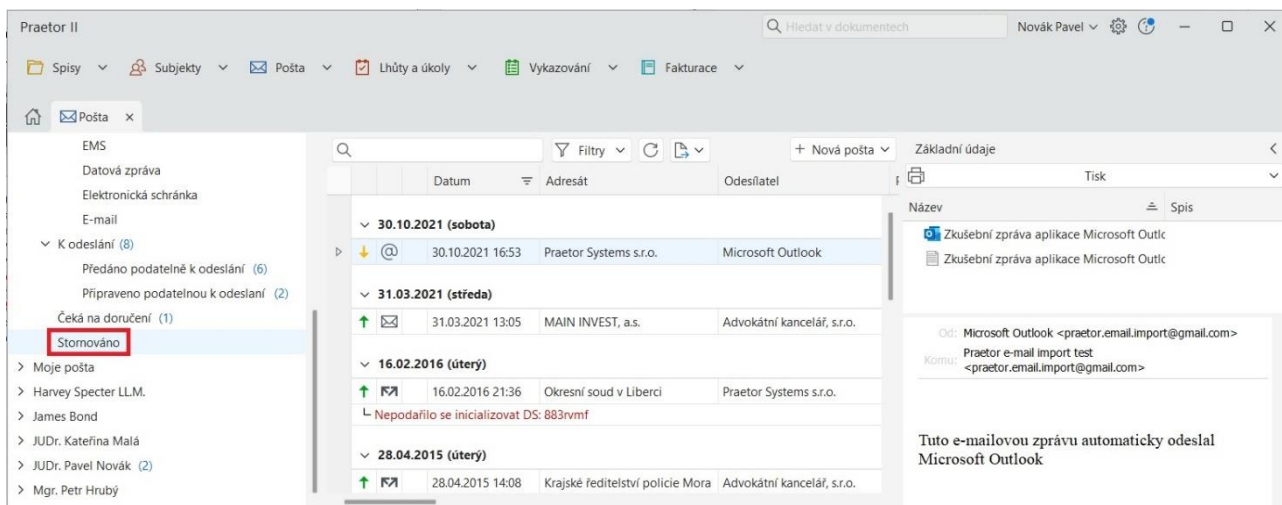 Praetor II
Hledat v dokumentech
Novák Pavel
Spisy
Subjekty
Pošta
Lhůty a úkoly
Vykazování
Fakturace
Pošta
EMS
Datová zpráva
Elektronická schránka
E-mail
K odeslání (8)
Předáno podatelně k odeslání (6)
Připraveno podatelnou k odeslaní (2)
Čeká na doručení (1)
Stornováno
Moje pošta
Harvey Specter LL.M.
James Bond
JUDr. Kateřina Malá
JUDr. Pavel Novák (2)
Mgr. Petr Hrubý
Filtry
+ Nová pošta
Datum Adresát Odesílatel
30.10.2021 (sobota)
30.10.2021 16:53 Praetor Systems s.r.o. Microsoft Outlook
31.03.2021 (středa)
31.03.2021 13:05 MAIN INVEST, a.s. Advokátní kancelář, s.r.o.
16.02.2016 (úterý)
16.02.2016 21:36 Okresní soud v Liberci Praetor Systems s.r.o.
Nepodařilo se inicializovat DS: 883rvmf
28.04.2015 (úterý)
28.04.2015 14:08 Krajské ředitelství policie Mora Advokátní kancelář, s.r.o.
Základní údaje
Tisk
Název Spis
Zkušební zpráva aplikace Microsoft Outlc
Zkušební zpráva aplikace Microsoft Outlc
Od: Microsoft Outlook <praetor.email.import@gmail.com>
Komu: Praetor e-mail import test
<praetor.email.import@gmail.com>
Tuto e-mailovou zprávu automaticky odeslal
Microsoft Outlook